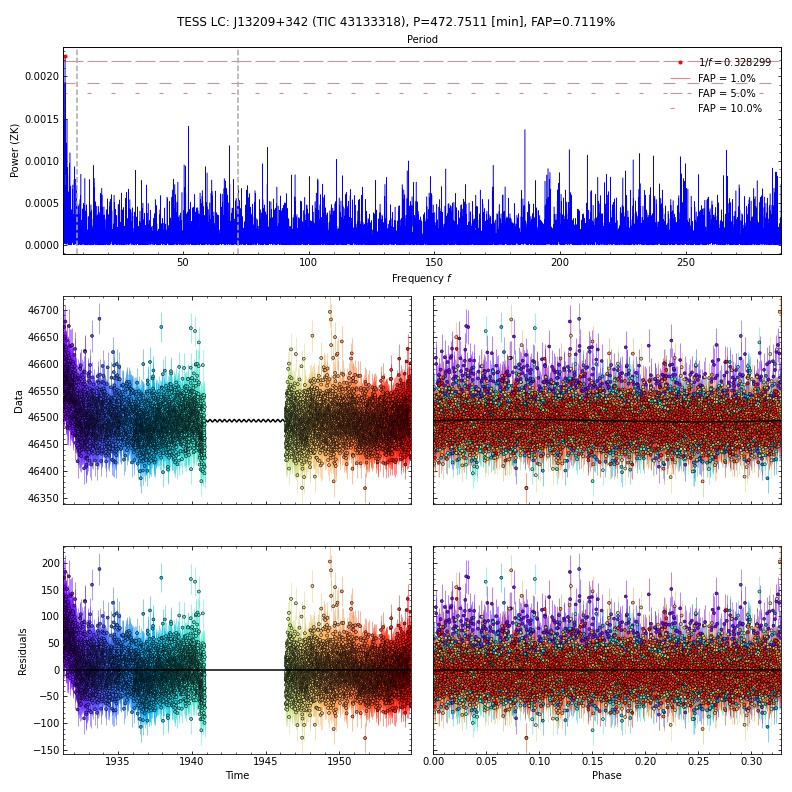 TESS LC: J13209+342 (TIC 43133318), P=472.7511 [min], FAP=0.7119%
Period
Power (ZK)
0.0020
0.0015
0.0010
0.0005
0.0000
1/f = 0.328299
FAP = 1.0%
FAP = 5.0%
FAP = 10.0%
50 100 150 200 250
Frequency f
Data
46700
46650
46600
46550
46500
46450
46400
46350
Residuals
200
150
100
50
0
−50
−100
−150
1935 1940 1945 1950
Time
0.00 0.05 0.10 0.15 0.20 0.25 0.30
Phase